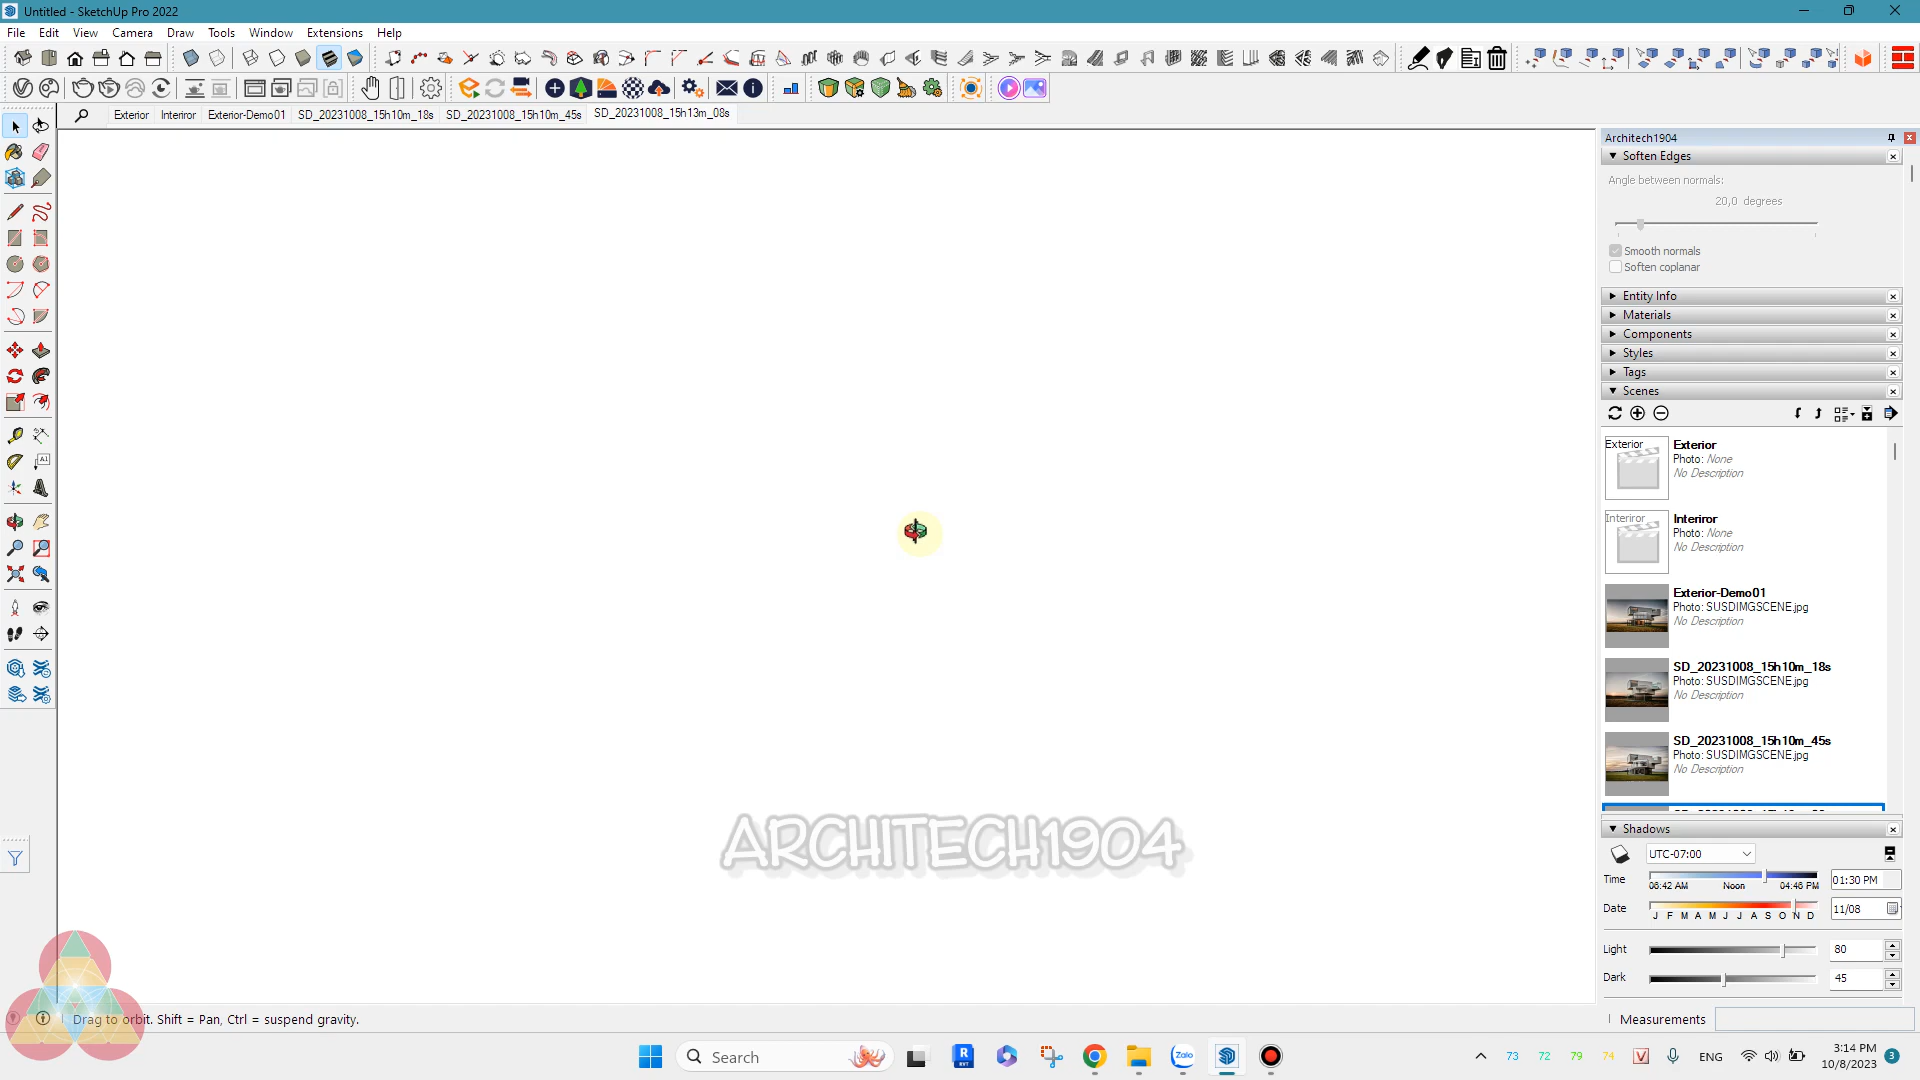 Untitled - SketchUp Pro 2022
File Edit View Camera Draw Tools Window Extensions Help
Exterior Interiror Exterior-Demo01 SD_20231008_15h10m_18s SD_20231008_15h10m_45s SD_20231008_15h13m_08s
Architech1904
Soften Edges
Angle between normals:
20,0 degrees
Smooth normals
Soften coplanar
Entity Info
Materials
Components
Styles
Tags
Scenes
Exterior
Exterior
Photo: None
No Description
Interiror
Interiror
Photo: None
No Description
Exterior-Demo01
Photo: SUSDIMGSCENE.jpg
No Description
SD_20231008_15h10m_18s
Photo: SUSDIMGSCENE.jpg
No Description
SD_20231008_15h10m_45s
Photo: SUSDIMGSCENE.jpg
No Description
ARCHITECH1904
Shadows
UTC-07:00
Time 06:42 AM Noon 04:46 PM 01:30 PM
Date J F M A M J J A S O N D 11/08
Light 80
Dark 45
Drag to orbit. Shift = Pan, Ctrl = suspend gravity.
Measurements
Search
Zalo
73 72 79 74
ENG
3:14 PM
10/8/2023
3